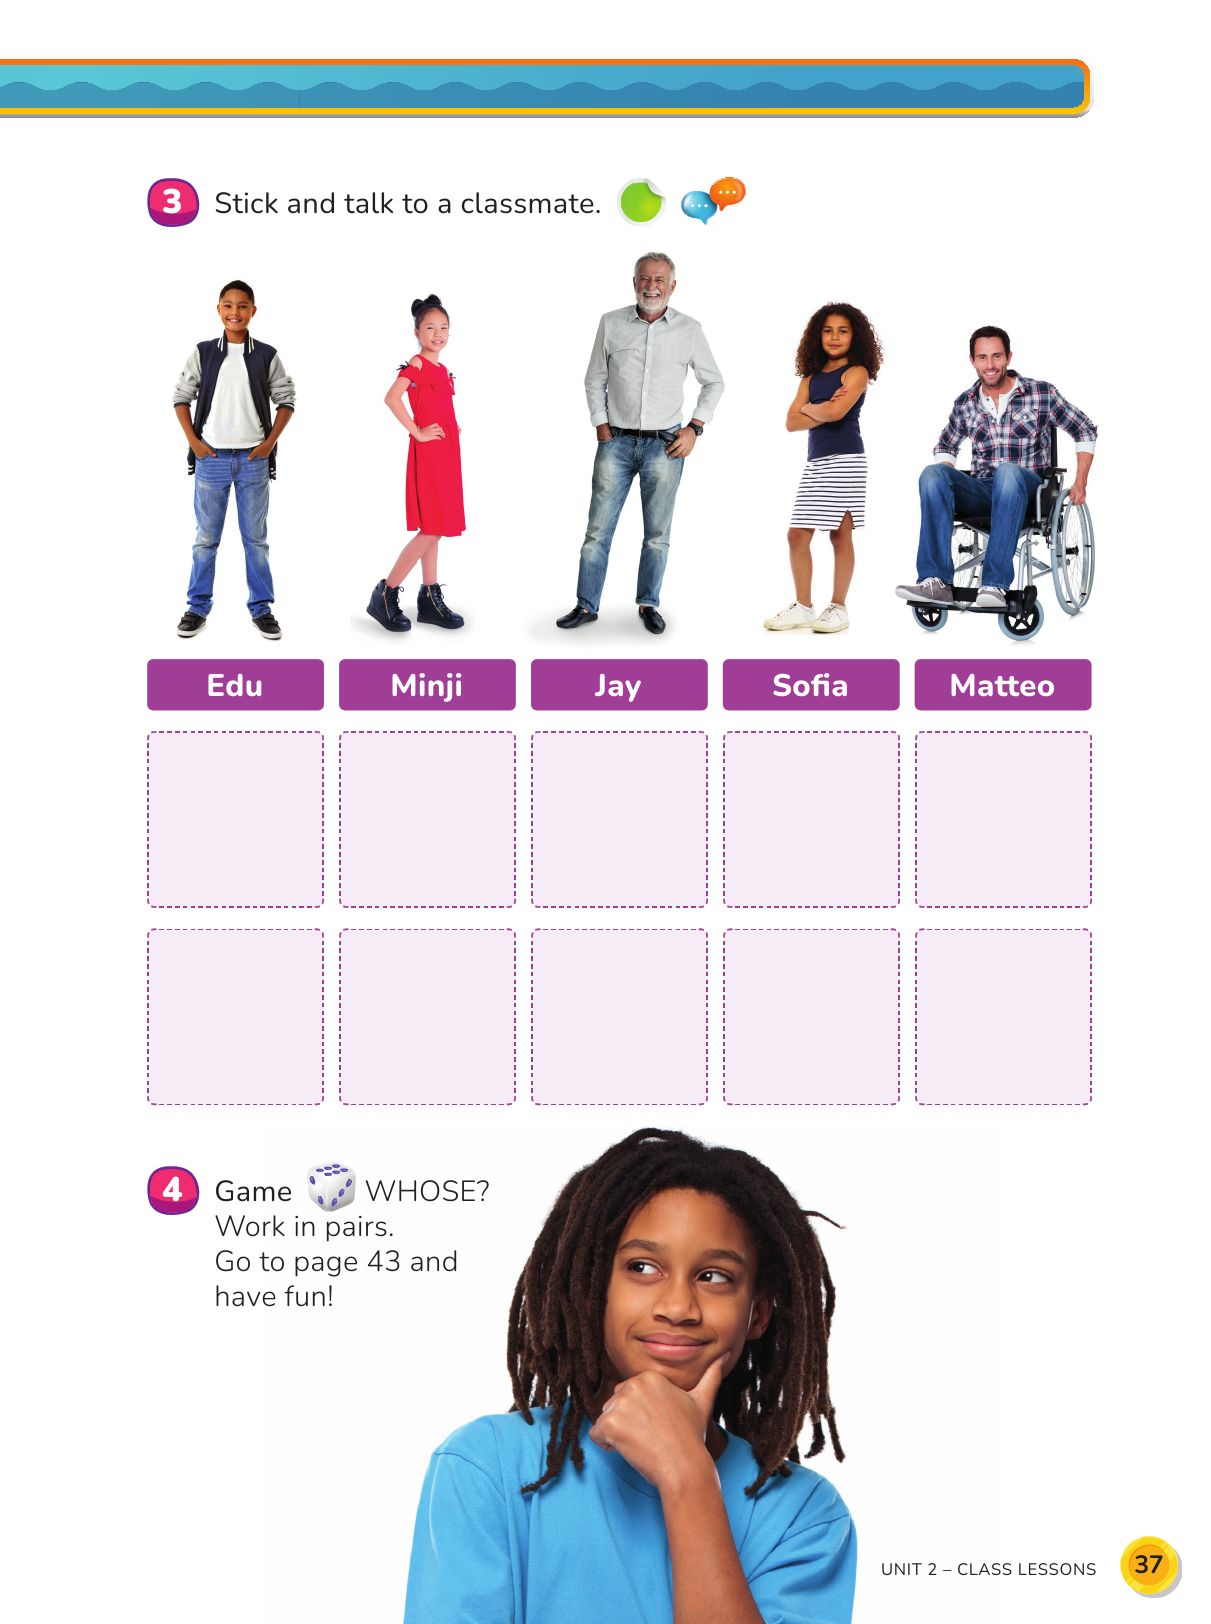 3 Stick and talk to a classmate.
Edu
Minji
Jay
Sofia
Matteo
4 Game WHOSE?
Work in pairs.
Go to page 43 and
have fun!
UNIT 2 – CLASS LESSONS 37